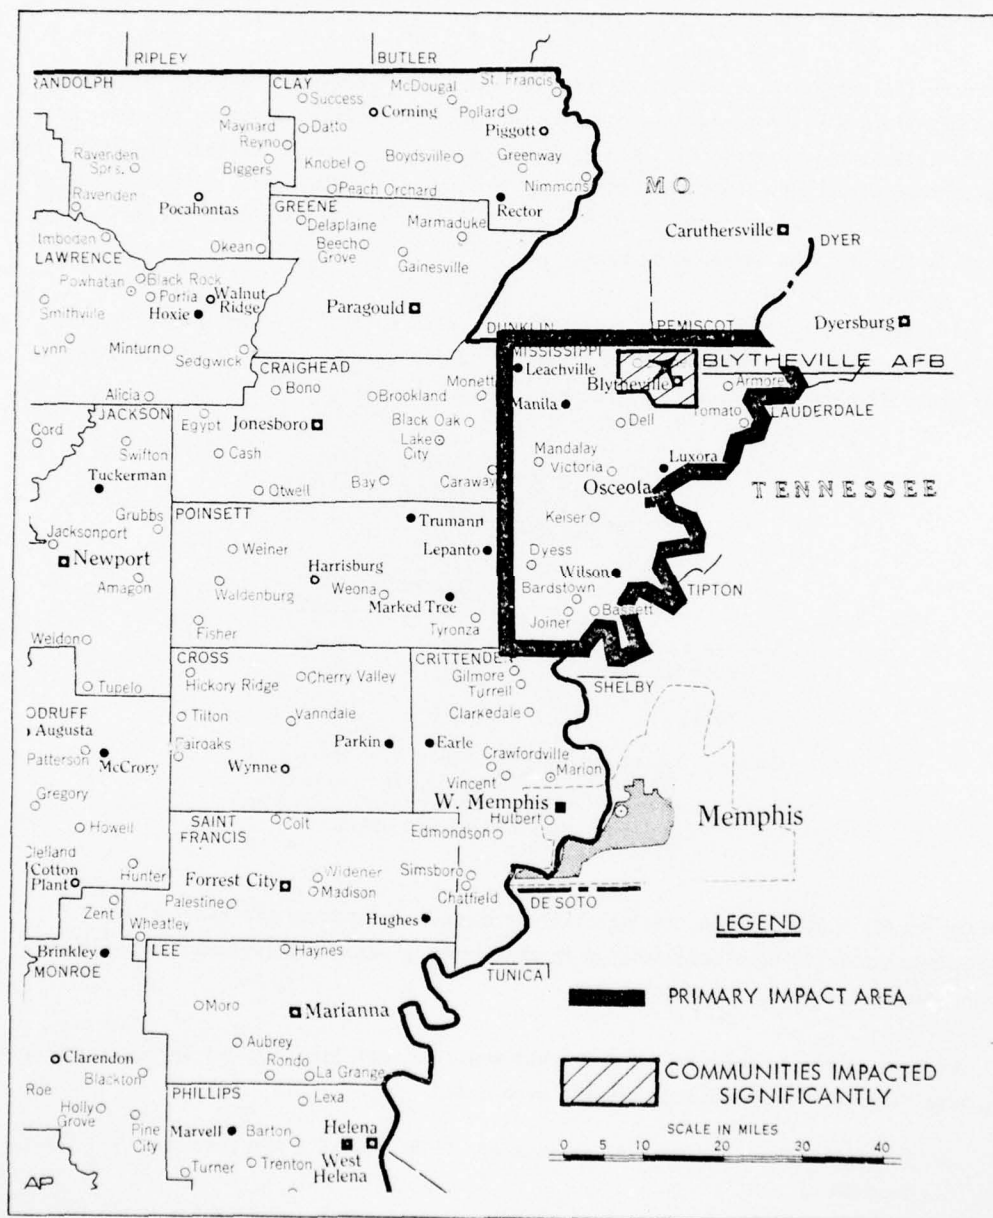 RIPLEY
BUTLER
RANDOLPH
CLAY
McDougal
St. Francis
Success
Corning
Pollard
Maynard
Datto
Piggott
Reyno
Ravenden
Sprs.
Biggers
Knobel
Boydsville
Greenway
Nimmons
MO.
Ravenden
Peach Orchard
Pocahontas
GREENE
Rector
Delaplaine
Marmaduke
Caruthersville
Imboden
Okean
Beech
Grove
DYER
LAWRENCE
Gainesville
Powhatan
Black Rock
Portia
Walnut
Ridge
Smithville
Hoxie
Paragould
Dyersburg
DUNKLIN
PEMISCOT
Lynn
Minturn
Sedgwick
MISSISSIPPI
BLYTHEVILLE AFB
CRAIGHEAD
Leachville
Bono
Monett
Blytheville
Armorel
Alicia
Brookland
Manila
JACKSON
Egypt
Jonesboro
Black Oak
Dell
Tomato
LAUDERDALE
Cord
Swifton
Lake
City
Cash
Mandalay
Luxora
Tuckerman
Victoria
Otwell
Bay
Caraway
Osceola
TENNESSEE
Grubbs
POINSETT
Trumann
Keiser
Jacksonport
Newport
Weiner
Lepanto
Dyess
Harrisburg
Wilson
Amagon
Waldenburg
Weona
Marked Tree
Bardstown
TIPTON
Fisher
Tyronza
Joiner
Bassett
Weldon
CROSS
CRITTENDE
Tupelo
Hickory Ridge
Cherry Valley
Gilmore
Turrell
SHELBY
ODRUFF
Tilton
Vanndale
Clarkedale
Augusta
Fairoaks
Parkin
Earle
Patterson
McCrory
Crawfordville
Wynne
Vincent
Marion
Gregory
W. Memphis
Memphis
SAINT
FRANCIS
Colt
Hulbert
Howell
Edmondson
Clelland
Cotton
Plant
Hunter
Forrest City
Widener
Simsboro
Madison
Chatfield
Zent
Palestine
DE SOTO
Hughes
LEGEND
Wheatley
Brinkley
LEE
Haynes
MONROE
TUNICA
PRIMARY IMPACT AREA
Moro
Marianna
Aubrey
Clarendon
Rondo
La Grange
COMMUNITIES IMPACTED
SIGNIFICANTLY
Blackton
Roe
PHILLIPS
Lexa
Holly
Grove
Pine
City
Marvell
Barton
Helena
SCALE IN MILES
0 5 10 20 30 40
West
Helena
Turner
Trenton
AP